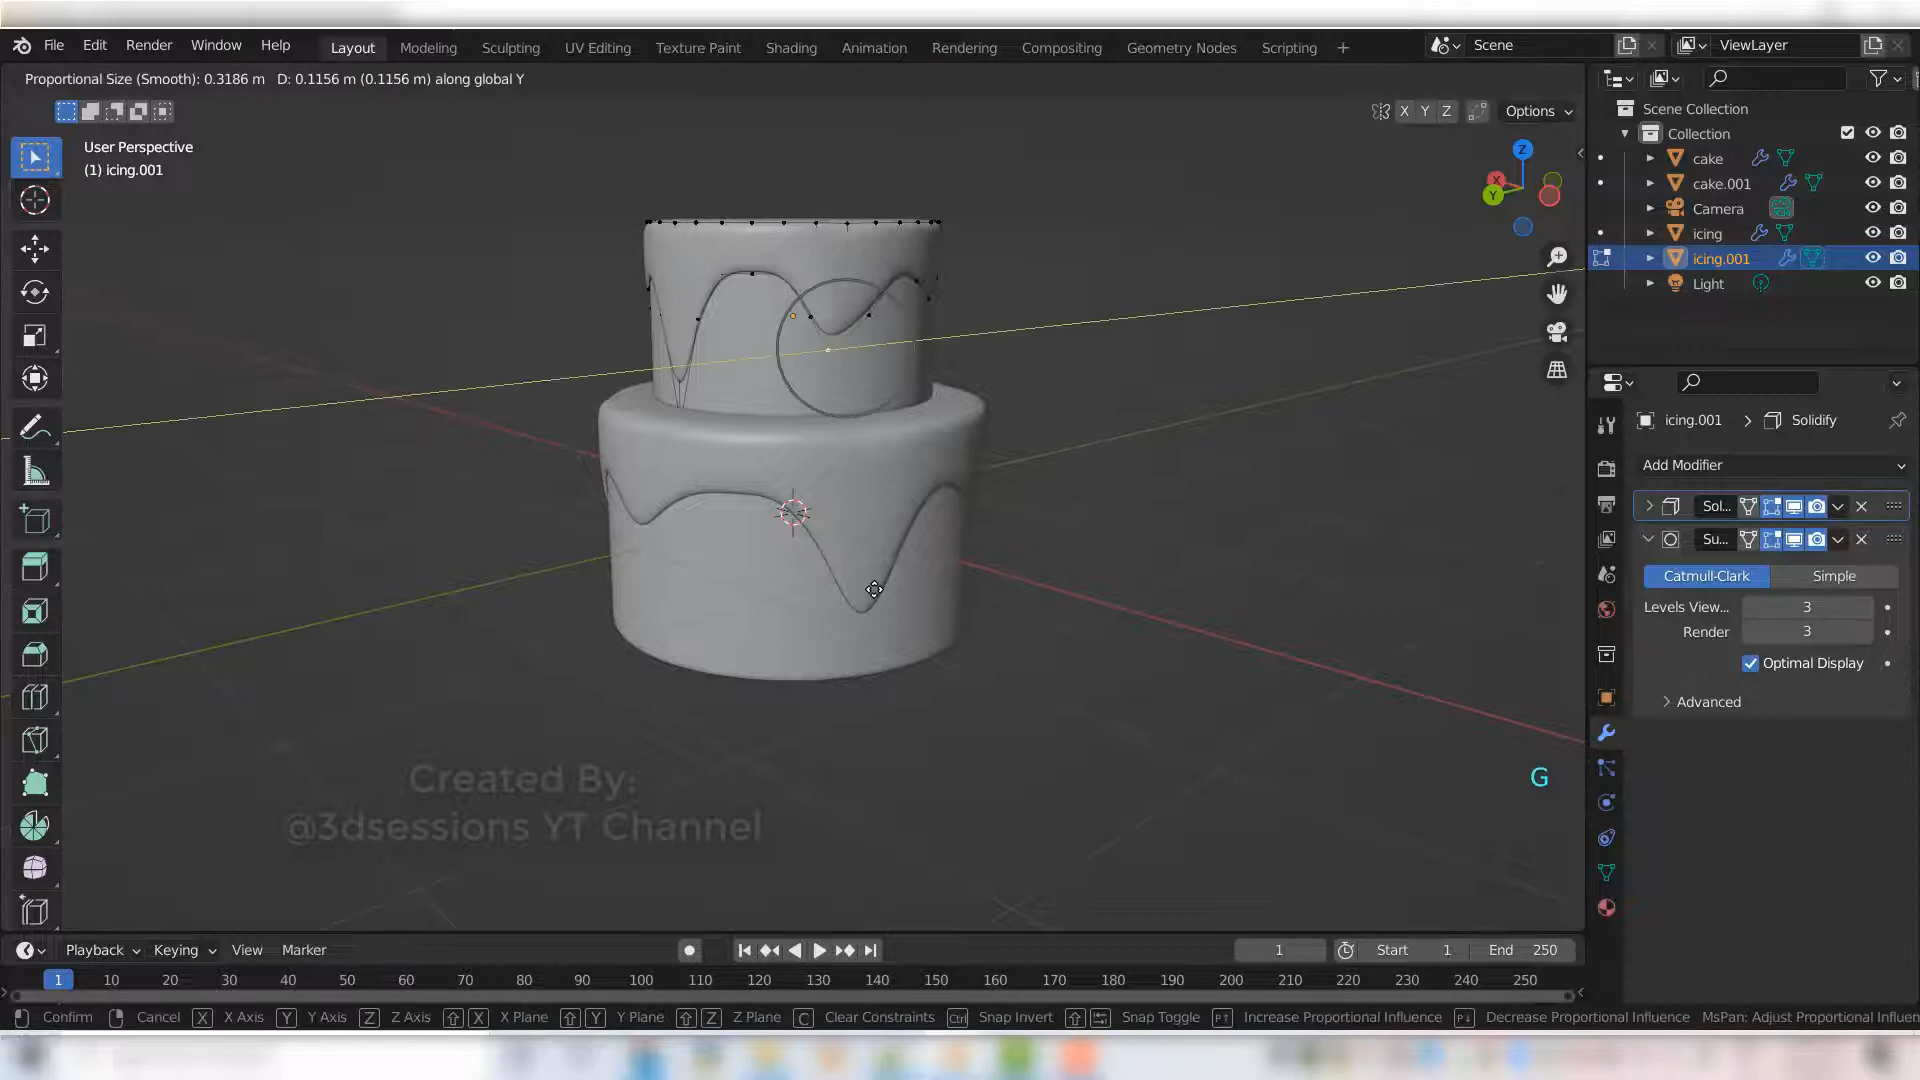 File Edit Render Window Help Layout Modeling Sculpting UV Editing Texture Paint Shading Animation Rendering Compositing Geometry Nodes Scripting + Scene ViewLayer
Proportional Size (Smooth): 0.3186 m D: 0.1156 m (0.1156 m) along global Y
X Y Z Options
User Perspective
(1) icing.001
Z
X
Y
Scene Collection
Collection
cake
cake.001
Camera
icing
icing.001
Light
icing.001 > Solidify
Add Modifier
Sol...
Su...
Catmull-Clark Simple
Levels View... 3
Render 3
Optimal Display
Advanced
G
Created By:
@3dsessions YT Channel
Playback Keying View Marker 1 Start 1 End 250
1 10 20 30 40 50 60 70 80 90 100 110 120 130 140 150 160 170 180 190 200 210 220 230 240 250
Confirm Cancel X X Axis Y Y Axis Z Z Axis X X Plane Y Y Plane Z Z Plane C Clear Constraints Ctrl Snap Invert Snap Toggle Increase Proportional Influence Decrease Proportional Influence MsPan: Adjust Proportional Influen